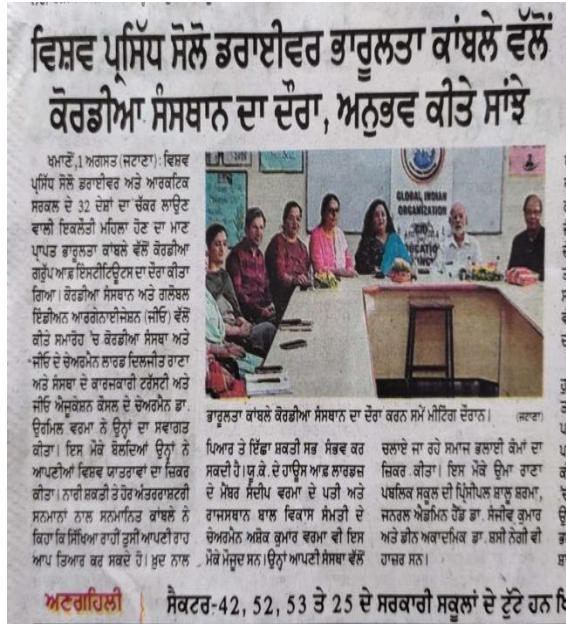 ਵਿਸ਼ਵ ਪ੍ਰਸਿੱਧ ਸੋਲੋ ਡਰਾਈਵਰ ਭਾਰੂਲਤਾ ਕਾਂਬਲੇ ਵੱਲੋਂ
ਕੋਰਡੀਆ ਸੰਸਥਾਨ ਦਾ ਦੌਰਾ, ਅਨੁਭਵ ਕੀਤੇ ਸਾਂਝੇ
ਖਮਾਣੋਂ,1 ਅਗਸਤ (ਜਟਾਣਾ): ਵਿਸ਼ਵ
ਪ੍ਰਸਿੱਧ ਸੋਲੋ ਡਰਾਈਵਰ ਅਤੇ ਆਰਕਟਿਕ
ਸਰਕਲ ਦੇ 32 ਦੇਸ਼ਾਂ ਦਾ ਚੱਕਰ ਲਾਉਣ
ਵਾਲੀ ਇਕਲੌਤੀ ਮਹਿਲਾ ਹੋਣ ਦਾ ਮਾਣ
ਪ੍ਰਾਪਤ ਭਾਰੂਲਤਾ ਕਾਂਬਲੇ ਵੱਲੋਂ ਕੋਰਡੀਆ
ਗਰੁੱਪ ਆਫ਼ ਇੰਸਟੀਟਿਊਟਸ ਦਾ ਦੌਰਾ ਕੀਤਾ
ਗਿਆ। ਕੋਰਡੀਆ ਸੰਸਥਾਨ ਅਤੇ ਗਲੋਬਲ
ਇੰਡੀਅਨ ਆਰਗੇਨਾਈਜੇਸ਼ਨ (ਜੀਓ) ਵੱਲੋਂ
ਕੀਤੇ ਸਮਾਰੋਹ 'ਚ ਕੋਰਡੀਆ ਸੰਸਥਾ ਅਤੇ
ਜੀਓ ਦੇ ਚੇਅਰਮੈਨ ਲਾਰਡ ਦਿਲਜੀਤ ਰਾਣਾ
ਅਤੇ ਸੰਸਥਾ ਦੇ ਕਾਰਜਕਾਰੀ ਟਰੱਸਟੀ ਅਤੇ
ਜੀਓ ਐਜੂਕੇਸ਼ਨ ਕੌਂਸਲ ਦੇ ਚੇਅਰਮੈਨ ਡਾ.
ਉਰਮਿਲ ਵਰਮਾ ਨੇ ਉਨ੍ਹਾਂ ਦਾ ਸਵਾਗਤ
ਕੀਤਾ। ਇਸ ਮੌਕੇ ਬੋਲਦਿਆਂ ਉਨ੍ਹਾਂ ਨੇ
ਆਪਣੀਆਂ ਵਿਸ਼ਵ ਯਾਤਰਾਵਾਂ ਦਾ ਜ਼ਿਕਰ
ਕੀਤਾ। ਨਾਰੀ ਸ਼ਕਤੀ ਤੇ ਹੋਰ ਅੰਤਰਰਾਸ਼ਟਰੀ
ਸਨਮਾਨਾਂ ਨਾਲ ਸਨਮਾਨਿਤ ਕਾਂਬਲੇ ਨੇ
ਕਿਹਾ ਕਿ ਸਿੱਖਿਆ ਰਾਹੀਂ ਤੁਸੀਂ ਆਪਣੀ ਰਾਹ
ਆਪ ਤਿਆਰ ਕਰ ਸਕਦੇ ਹੋ। ਖ਼ੁਦ ਨਾਲ
GLOBAL INDIAN
ORGANIZATION
ਭਾਰੂਲਤਾ ਕਾਂਬਲੇ ਕੋਰਡੀਆ ਸੰਸਥਾਨ ਦਾ ਦੌਰਾ ਕਰਨ ਸਮੇਂ ਮੀਟਿੰਗ ਦੌਰਾਨ। (ਜਟਾਣਾ)
ਪਿਆਰ ਤੇ ਇੱਛਾ ਸ਼ਕਤੀ ਸਭ ਸੰਭਵ ਕਰ
ਸਕਦੀ ਹੈ। ਯੂ.ਕੇ. ਦੇ ਹਾਊਸ ਆਫ਼ ਲਾਰਡਜ਼
ਦੇ ਮੈਂਬਰ ਸੰਦੀਪ ਵਰਮਾ ਦੇ ਪਤੀ ਅਤੇ
ਰਾਜਸਥਾਨ ਬਾਲ ਵਿਕਾਸ ਸੰਮਤੀ ਦੇ
ਚੇਅਰਮੈਨ ਅਸ਼ੋਕ ਕੁਮਾਰ ਵਰਮਾ ਵੀ ਇਸ
ਮੌਕੇ ਮੌਜੂਦ ਸਨ। ਉਨ੍ਹਾਂ ਆਪਣੀ ਸੰਸਥਾ ਵੱਲੋਂ
ਚਲਾਏ ਜਾ ਰਹੇ ਸਮਾਜ ਭਲਾਈ ਕੰਮਾਂ ਦਾ
ਜ਼ਿਕਰ ਕੀਤਾ। ਇਸ ਮੌਕੇ ਉਮਾ ਰਾਣਾ
ਪਬਲਿਕ ਸਕੂਲ ਦੀ ਪ੍ਰਿੰਸੀਪਲ ਸ਼ਾਲੂ ਸ਼ਰਮਾ,
ਜਨਰਲ ਐਡਮਿਨ ਹੈੱਡ ਡਾ. ਸੰਜੀਵ ਕੁਮਾਰ
ਅਤੇ ਡੀਨ ਅਕਾਦਮਿਕ ਡਾ. ਸ਼ਸੀ ਨੇਗੀ ਵੀ
ਹਾਜ਼ਰ ਸਨ।
ਅਣਗਹਿਲੀ
ਸੈਕਟਰ-42, 52, 53 ਤੇ 25 ਦੇ ਸਰਕਾਰੀ ਸਕੂਲਾਂ ਦੇ ਟੁੱਟੇ ਹਨ